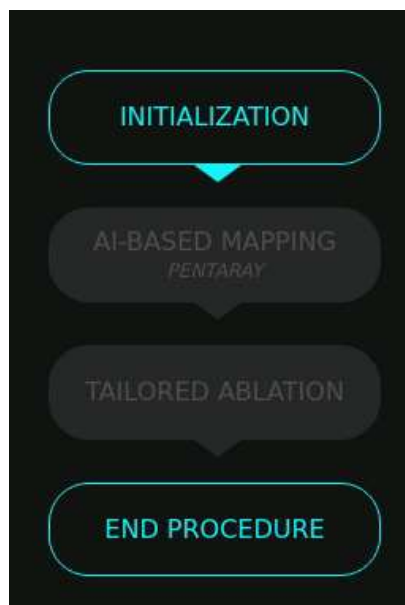 INITIALIZATION
AI-BASED MAPPING
PENTARAY
TAILORED ABLATION
END PROCEDURE